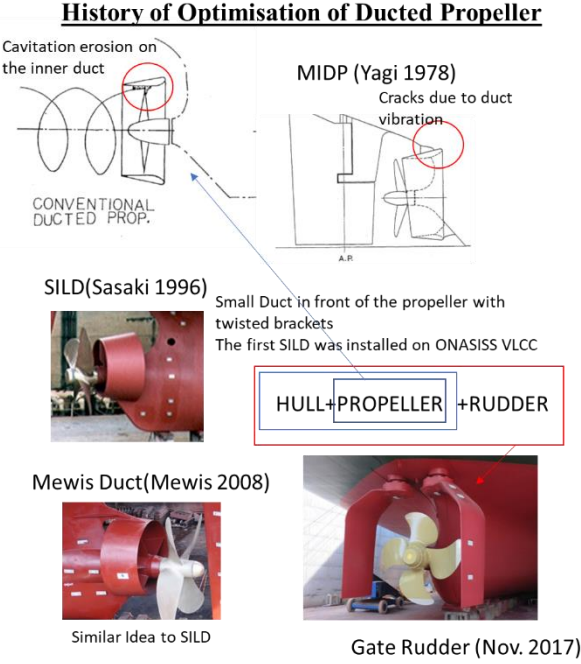 History of Optimisation of Ducted Propeller
Cavitation erosion on
the inner duct
MIDP (Yagi 1978)
Cracks due to duct
vibration
CONVENTIONAL
DUCTED PROP.
A.P.
SILD(Sasaki 1996)
Small Duct in front of the propeller with
twisted brackets
The first SILD was installed on ONASISS VLCC
HULL+PROPELLER +RUDDER
Mewis Duct(Mewis 2008)
Similar Idea to SILD
Gate Rudder (Nov. 2017)